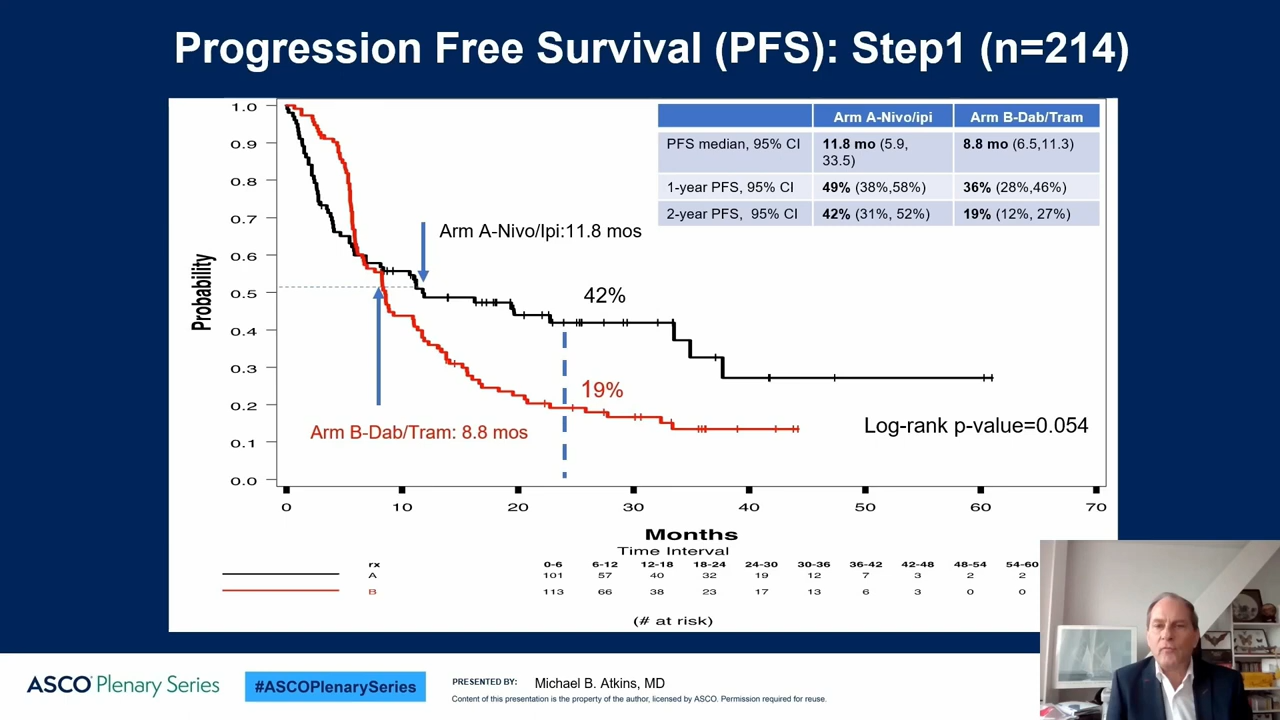 Progression Free Survival (PFS): Step1 (n=214)
Arm A-Nivo/ipi Arm B-Dab/Tram
PFS median, 95% CI 11.8 mo (5.9, 33.5) 8.8 mo (6.5,11.3)
1-year PFS, 95% CI 49% (38%,58%) 36% (28%,46%)
2-year PFS, 95% CI 42% (31%, 52%) 19% (12%, 27%)
Probability
1.0
0.9
0.8
0.7
0.6
0.5
0.4
0.3
0.2
0.1
0.0
Arm A-Nivo/Ipi:11.8 mos
42%
19%
Arm B-Dab/Tram: 8.8 mos
Log-rank p-value=0.054
0 10 20 30 40 50 60 70
Months
Time Interval
rx 0-6 6-12 12-18 18-24 24-30 30-36 36-42 42-48 48-54 54-60
A 101 57 40 32 19 12 7 3 2 2
B 113 66 38 23 17 13 6 3 0 0
(# at risk)
ASCO Plenary Series
#ASCOPlenarySeries
PRESENTED BY: Michael B. Atkins, MD
Content of this presentation is the property of the author, licensed by ASCO. Permission required for reuse.